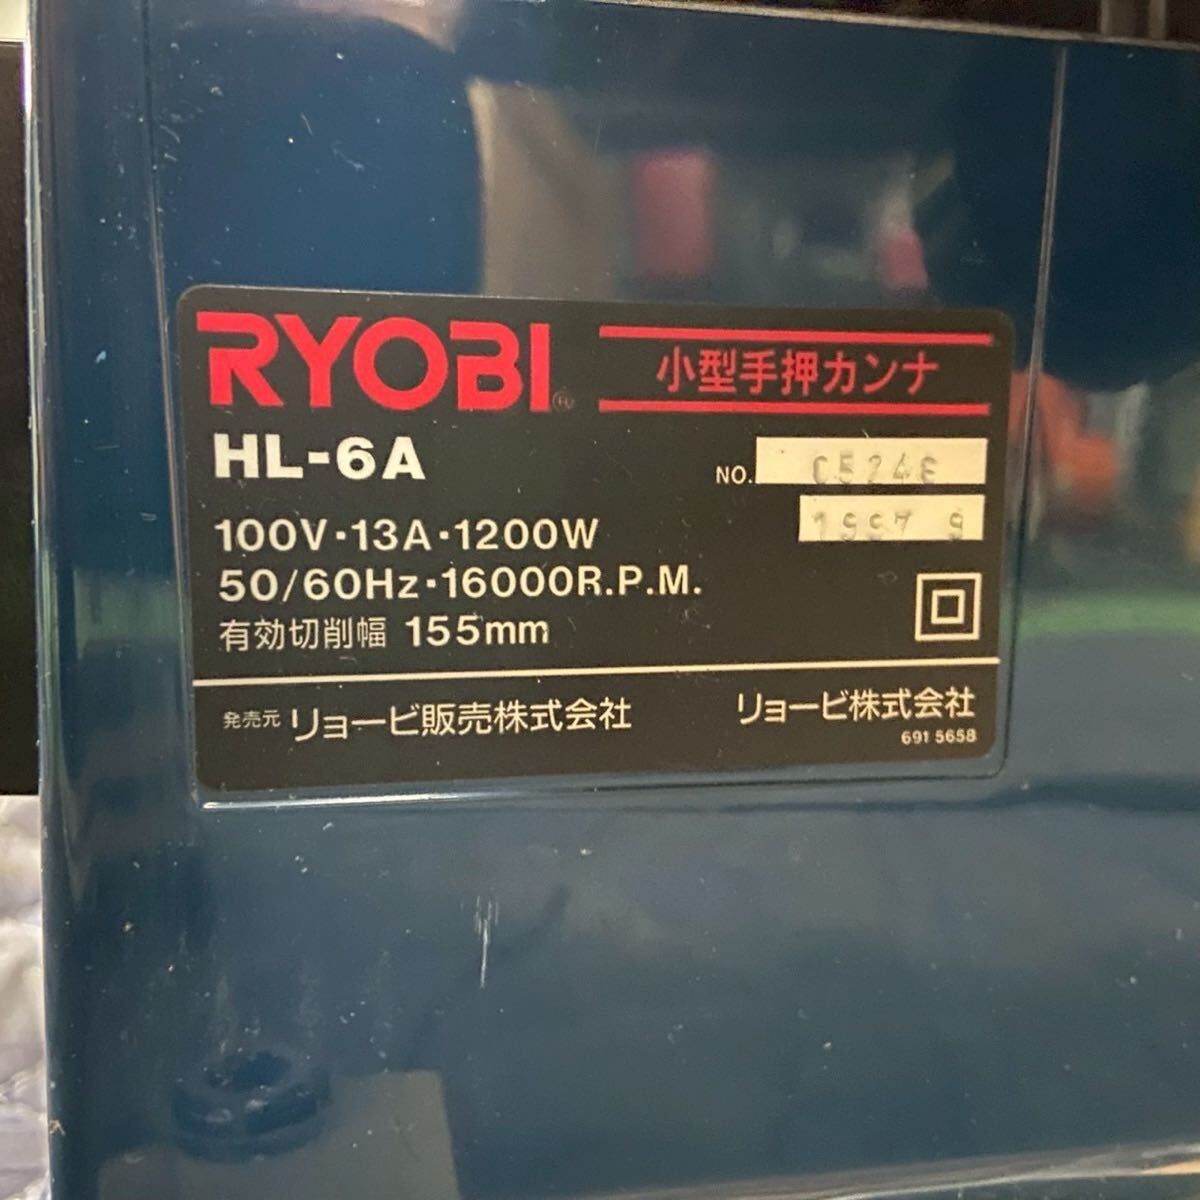 RYOBI®
小型手押カンナ
HL-6A
NO.
1997 9
100V・13A・1200W
50/60Hz・16000R.P.M.
有効切削幅 155mm
発売元 リョービ販売株式会社
リョービ株式会社
691 5658